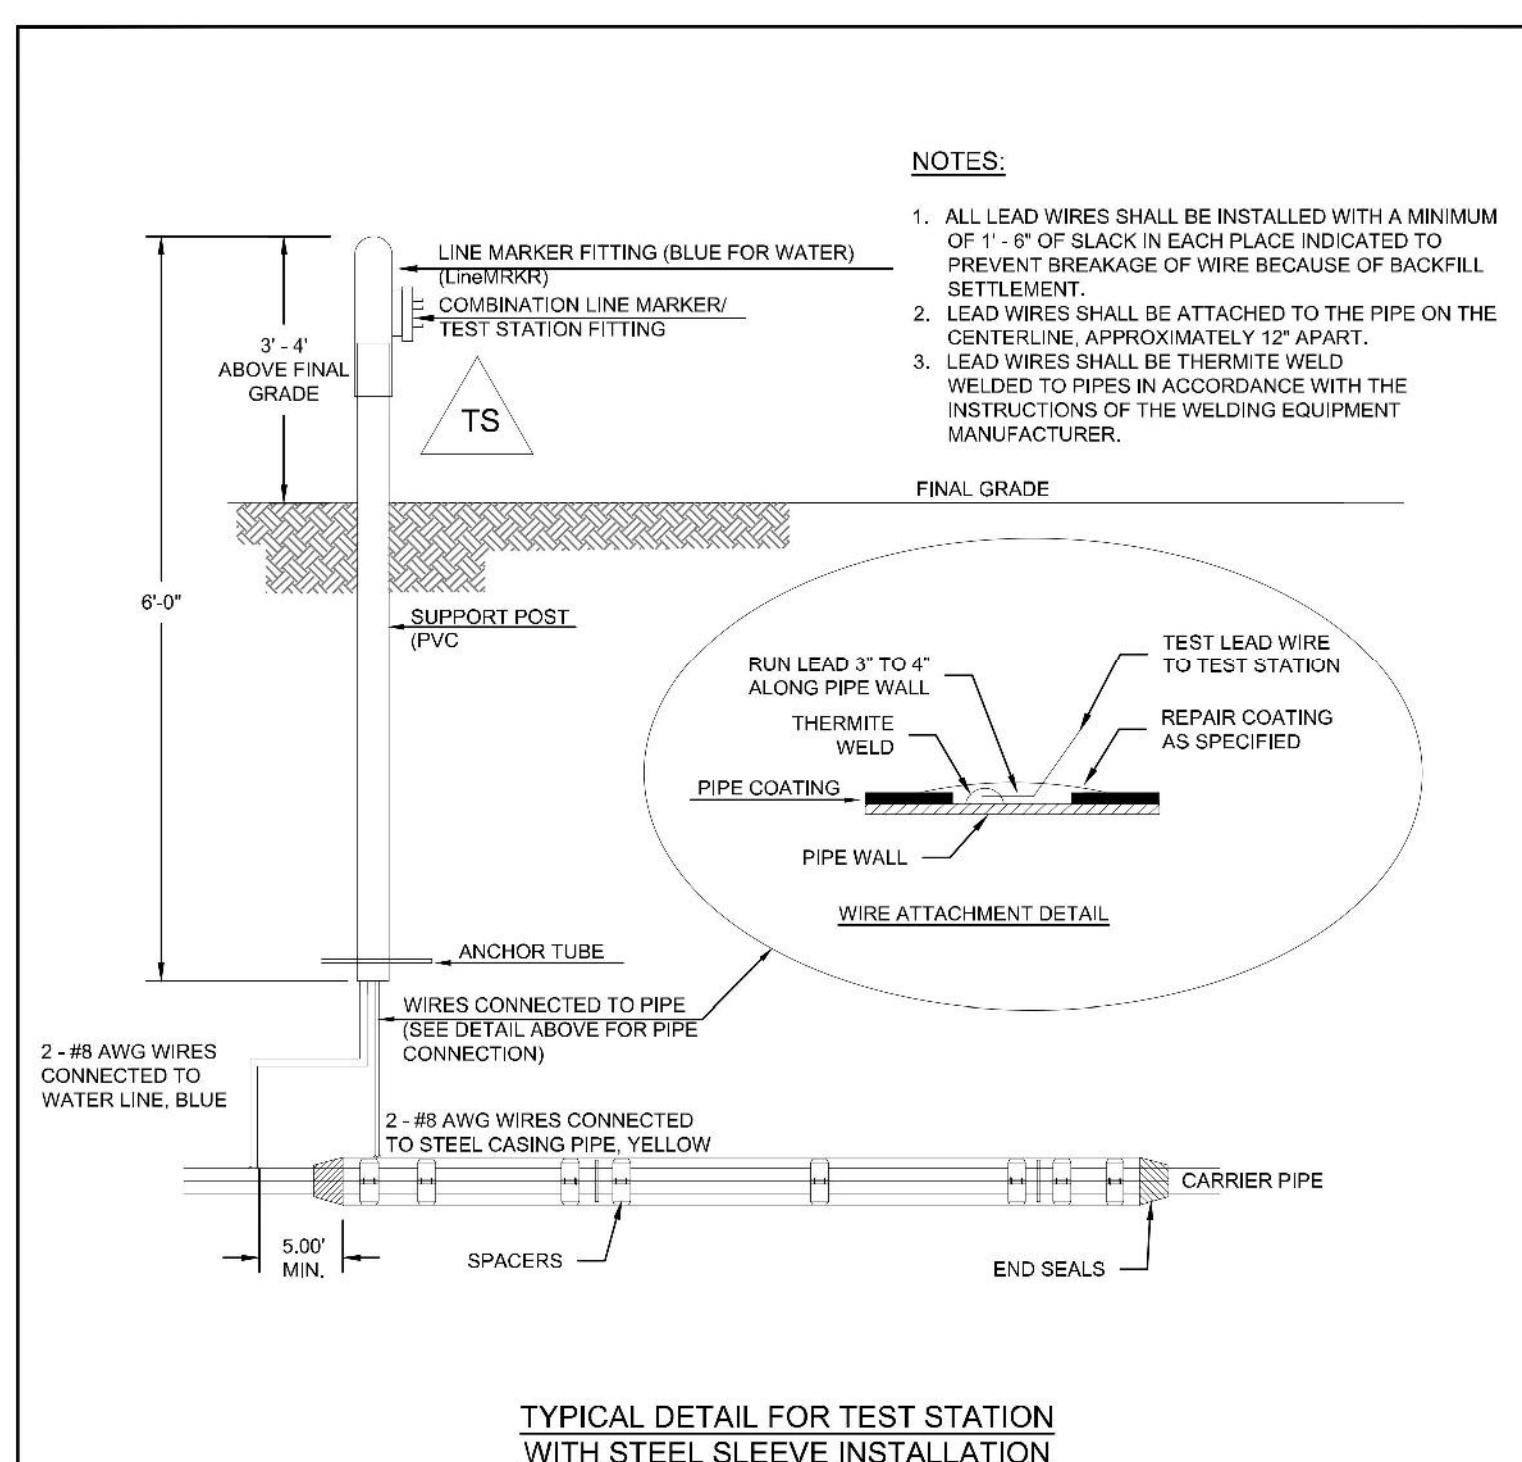 NOTES:
1. ALL LEAD WIRES SHALL BE INSTALLED WITH A MINIMUM
OF 1' - 6" OF SLACK IN EACH PLACE INDICATED TO
PREVENT BREAKAGE OF WIRE BECAUSE OF BACKFILL
SETTLEMENT.
2. LEAD WIRES SHALL BE ATTACHED TO THE PIPE ON THE
CENTERLINE, APPROXIMATELY 12" APART.
3. LEAD WIRES SHALL BE THERMITE WELD
WELDED TO PIPES IN ACCORDANCE WITH THE
INSTRUCTIONS OF THE WELDING EQUIPMENT
MANUFACTURER.
LINE MARKER FITTING (BLUE FOR WATER)
(LineMRKR)
COMBINATION LINE MARKER/
TEST STATION FITTING
3' - 4'
ABOVE FINAL
GRADE
TS
FINAL GRADE
6'-0"
SUPPORT POST
(PVC
TEST LEAD WIRE
TO TEST STATION
RUN LEAD 3" TO 4"
ALONG PIPE WALL
THERMITE
WELD
REPAIR COATING
AS SPECIFIED
PIPE COATING
PIPE WALL
WIRE ATTACHMENT DETAIL
ANCHOR TUBE
WIRES CONNECTED TO PIPE
(SEE DETAIL ABOVE FOR PIPE
CONNECTION)
2 - #8 AWG WIRES
CONNECTED TO
WATER LINE, BLUE
2 - #8 AWG WIRES CONNECTED
TO STEEL CASING PIPE, YELLOW
CARRIER PIPE
5.00'
MIN.
SPACERS
END SEALS
TYPICAL DETAIL FOR TEST STATION
WITH STEEL SLEEVE INSTALLATION